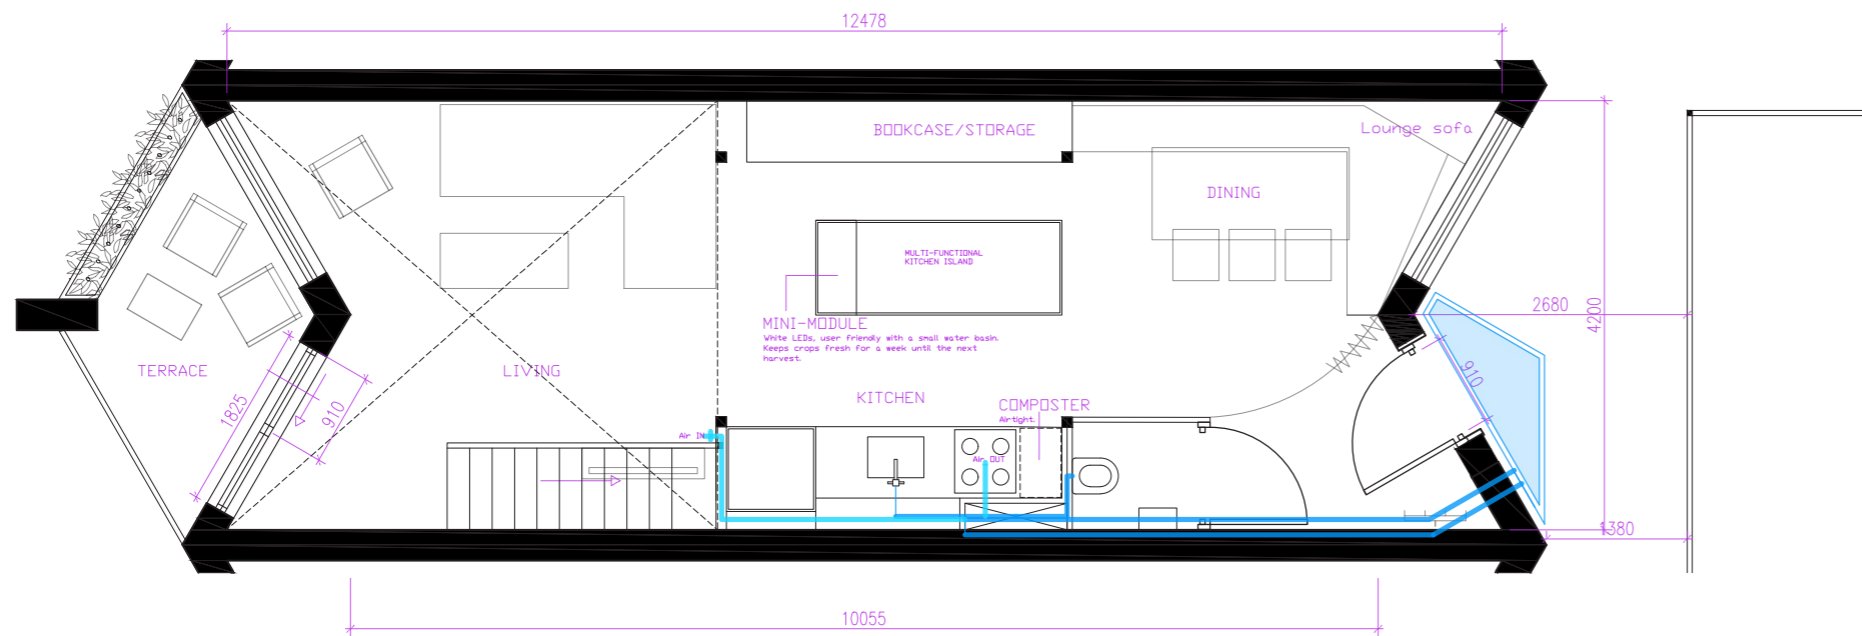 12478
BOOKCASE/STORAGE
Lounge sofa
DINING
MULTI-FUNCTIONAL
KITCHEN ISLAND
2680
4200
MINI-MODULE
White LEDs, user friendly with a small water basin.
Keeps crops fresh for a week until the next
harvest.
TERRACE
LIVING
910
1825
910
KITCHEN
COMPOSTER
Airtight.
Air IN
Air OUT
1380
10055